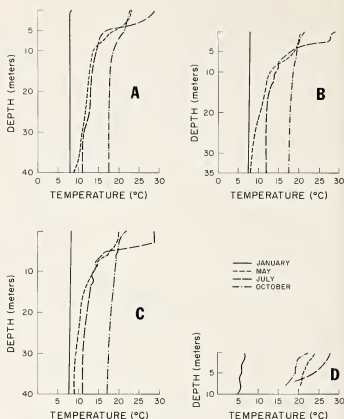 5
10
20
30
40
DEPTH (meters)
A
0 5 10 15 20 25 30
TEMPERATURE (°C)
5
10
20
30
35
DEPTH (meters)
B
0 5 10 15 20 25 30
TEMPERATURE (°C)
10
20
30
40
DEPTH (meters)
C
0 5 10 15 20 25 30
TEMPERATURE (°C)
JANUARY
MAY
JULY
OCTOBER
5
10
DEPTH (meters)
D
0 5 10 15 20 25 30
TEMPERATURE (°C)